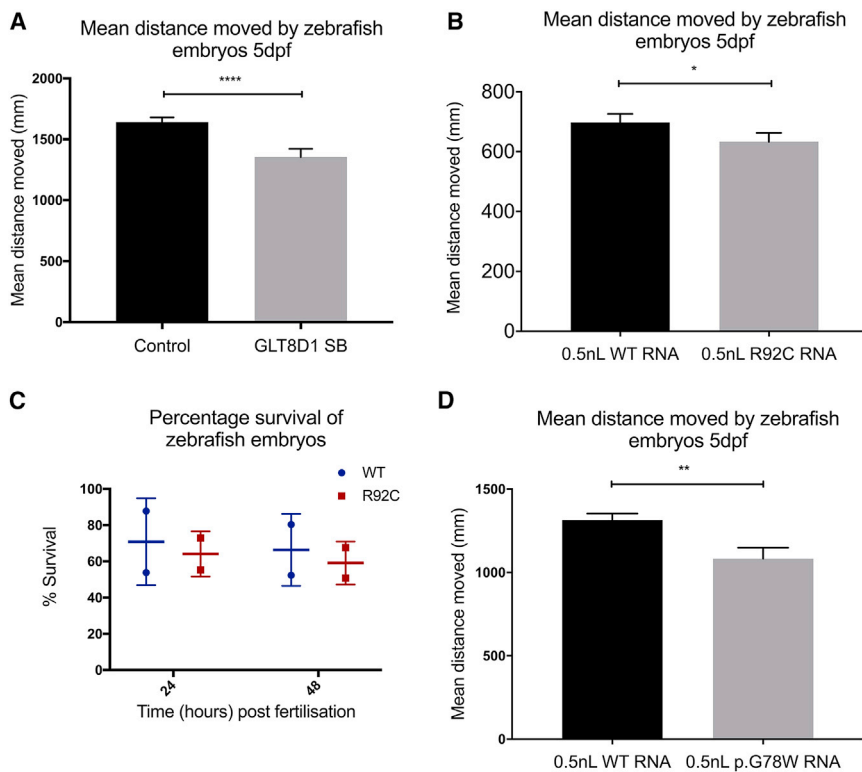 A
Mean distance moved by zebrafish
embryos 5dpf
****
Mean distance moved (mm)
2000
1500
1000
500
0
Control
GLT8D1 SB
B
Mean distance moved by zebrafish
embryos 5dpf
*
Mean distance moved (mm)
800
600
400
200
0
0.5nL WT RNA
0.5nL R92C RNA
C
Percentage survival of
zebrafish embryos
WT
R92C
% Survival
100
80
60
40
20
0
24
48
Time (hours) post fertilisation
D
Mean distance moved by zebrafish
embryos 5dpf
**
Mean distance moved (mm)
1500
1000
500
0
0.5nL WT RNA
0.5nL p.G78W RNA